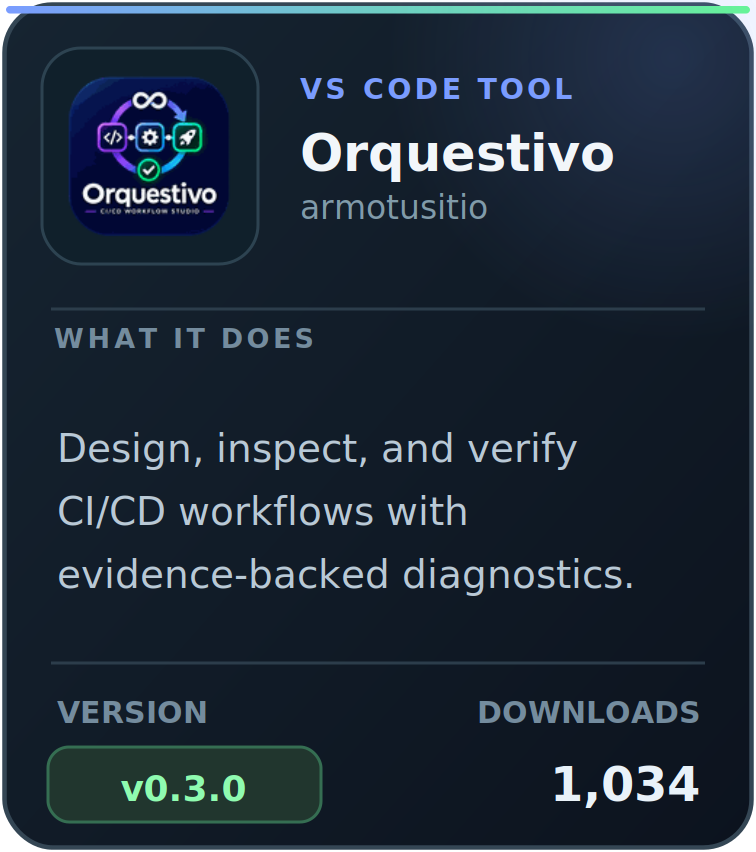 </>
Orquestivo
CI/CD WORKFLOW STUDIO
VS CODE TOOL
Orquestivo
armotusitio
WHAT IT DOES
Design, inspect, and verify
CI/CD workflows with
evidence-backed diagnostics.
VERSION
DOWNLOADS
v0.3.0
1,034